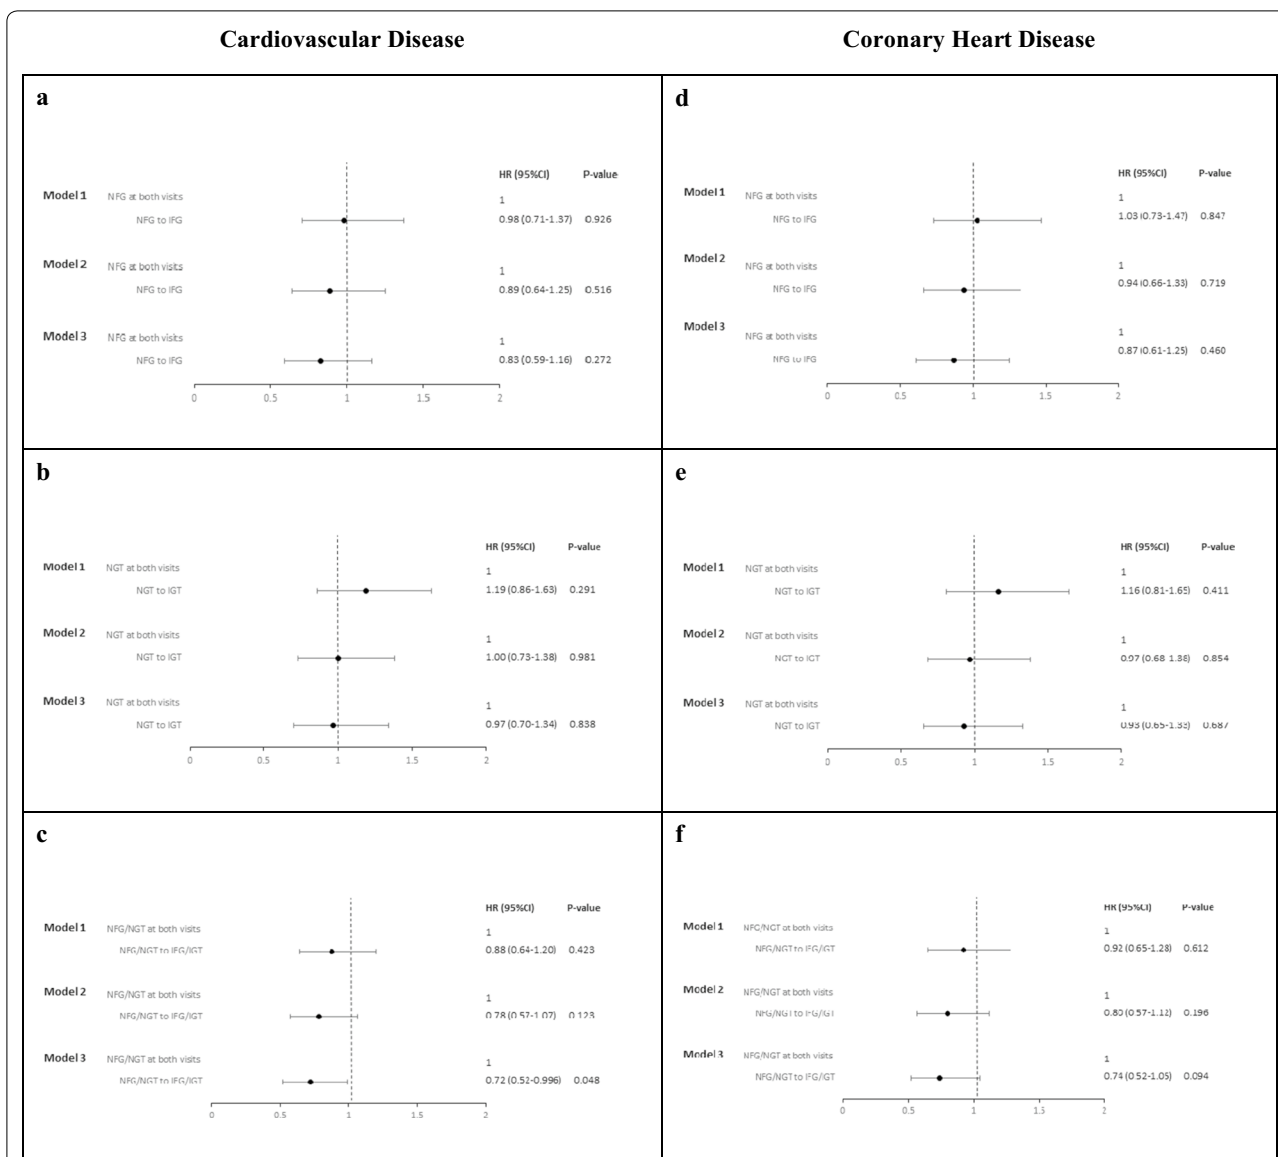 Cardiovascular Disease
Coronary Heart Disease
a
HR (95%CI) P-value
Model 1 NFG at both visits 1
NFG to IFG 0.98 (0.71-1.37) 0.926
Model 2 NFG at both visits 1
NFG to IFG 0.89 (0.64-1.25) 0.516
Model 3 NFG at both visits 1
NFG to IFG 0.83 (0.59-1.16) 0.272
0 0.5 1 1.5 2
d
HR (95%CI) P-value
Model 1 NFG at both visits 1
NFG to IFG 1.03 (0.73-1.47) 0.847
Model 2 NFG at both visits 1
NFG to IFG 0.94 (0.66-1.33) 0.719
Model 3 NFG at both visits 1
NFG to IFG 0.87 (0.61-1.25) 0.460
0 0.5 1 1.5 2
b
HR (95%CI) P-value
Model 1 NGT at both visits 1
NGT to IGT 1.19 (0.86-1.63) 0.291
Model 2 NGT at both visits 1
NGT to IGT 1.00 (0.73-1.38) 0.981
Model 3 NGT at both visits 1
NGT to IGT 0.97 (0.70-1.34) 0.838
0 0.5 1 1.5 2
e
HR (95%CI) P-value
Model 1 NGT at both visits 1
NGT to IGT 1.16 (0.81-1.65) 0.411
Model 2 NGT at both visits 1
NGT to IGT 0.97 (0.68-1.38) 0.854
Model 3 NGT at both visits 1
NGT to IGT 0.93 (0.65-1.33) 0.687
0 0.5 1 1.5 2
c
HR (95%CI) P-value
Model 1 NFG/NGT at both visits 1
NFG/NGT to IFG/IGT 0.88 (0.64-1.20) 0.423
Model 2 NFG/NGT at both visits 1
NFG/NGT to IFG/IGT 0.78 (0.57-1.07) 0.123
Model 3 NFG/NGT at both visits 1
NFG/NGT to IFG/IGT 0.72 (0.52-0.996) 0.048
0 0.5 1 1.5 2
f
HR (95%CI) P-value
Model 1 NFG/NGT at both visits 1
NFG/NGT to IFG/IGT 0.92 (0.65-1.28) 0.612
Model 2 NFG/NGT at both visits 1
NFG/NGT to IFG/IGT 0.80 (0.57-1.12) 0.196
Model 3 NFG/NGT at both visits 1
NFG/NGT to IFG/IGT 0.74 (0.52-1.05) 0.094
0 0.5 1 1.5 2